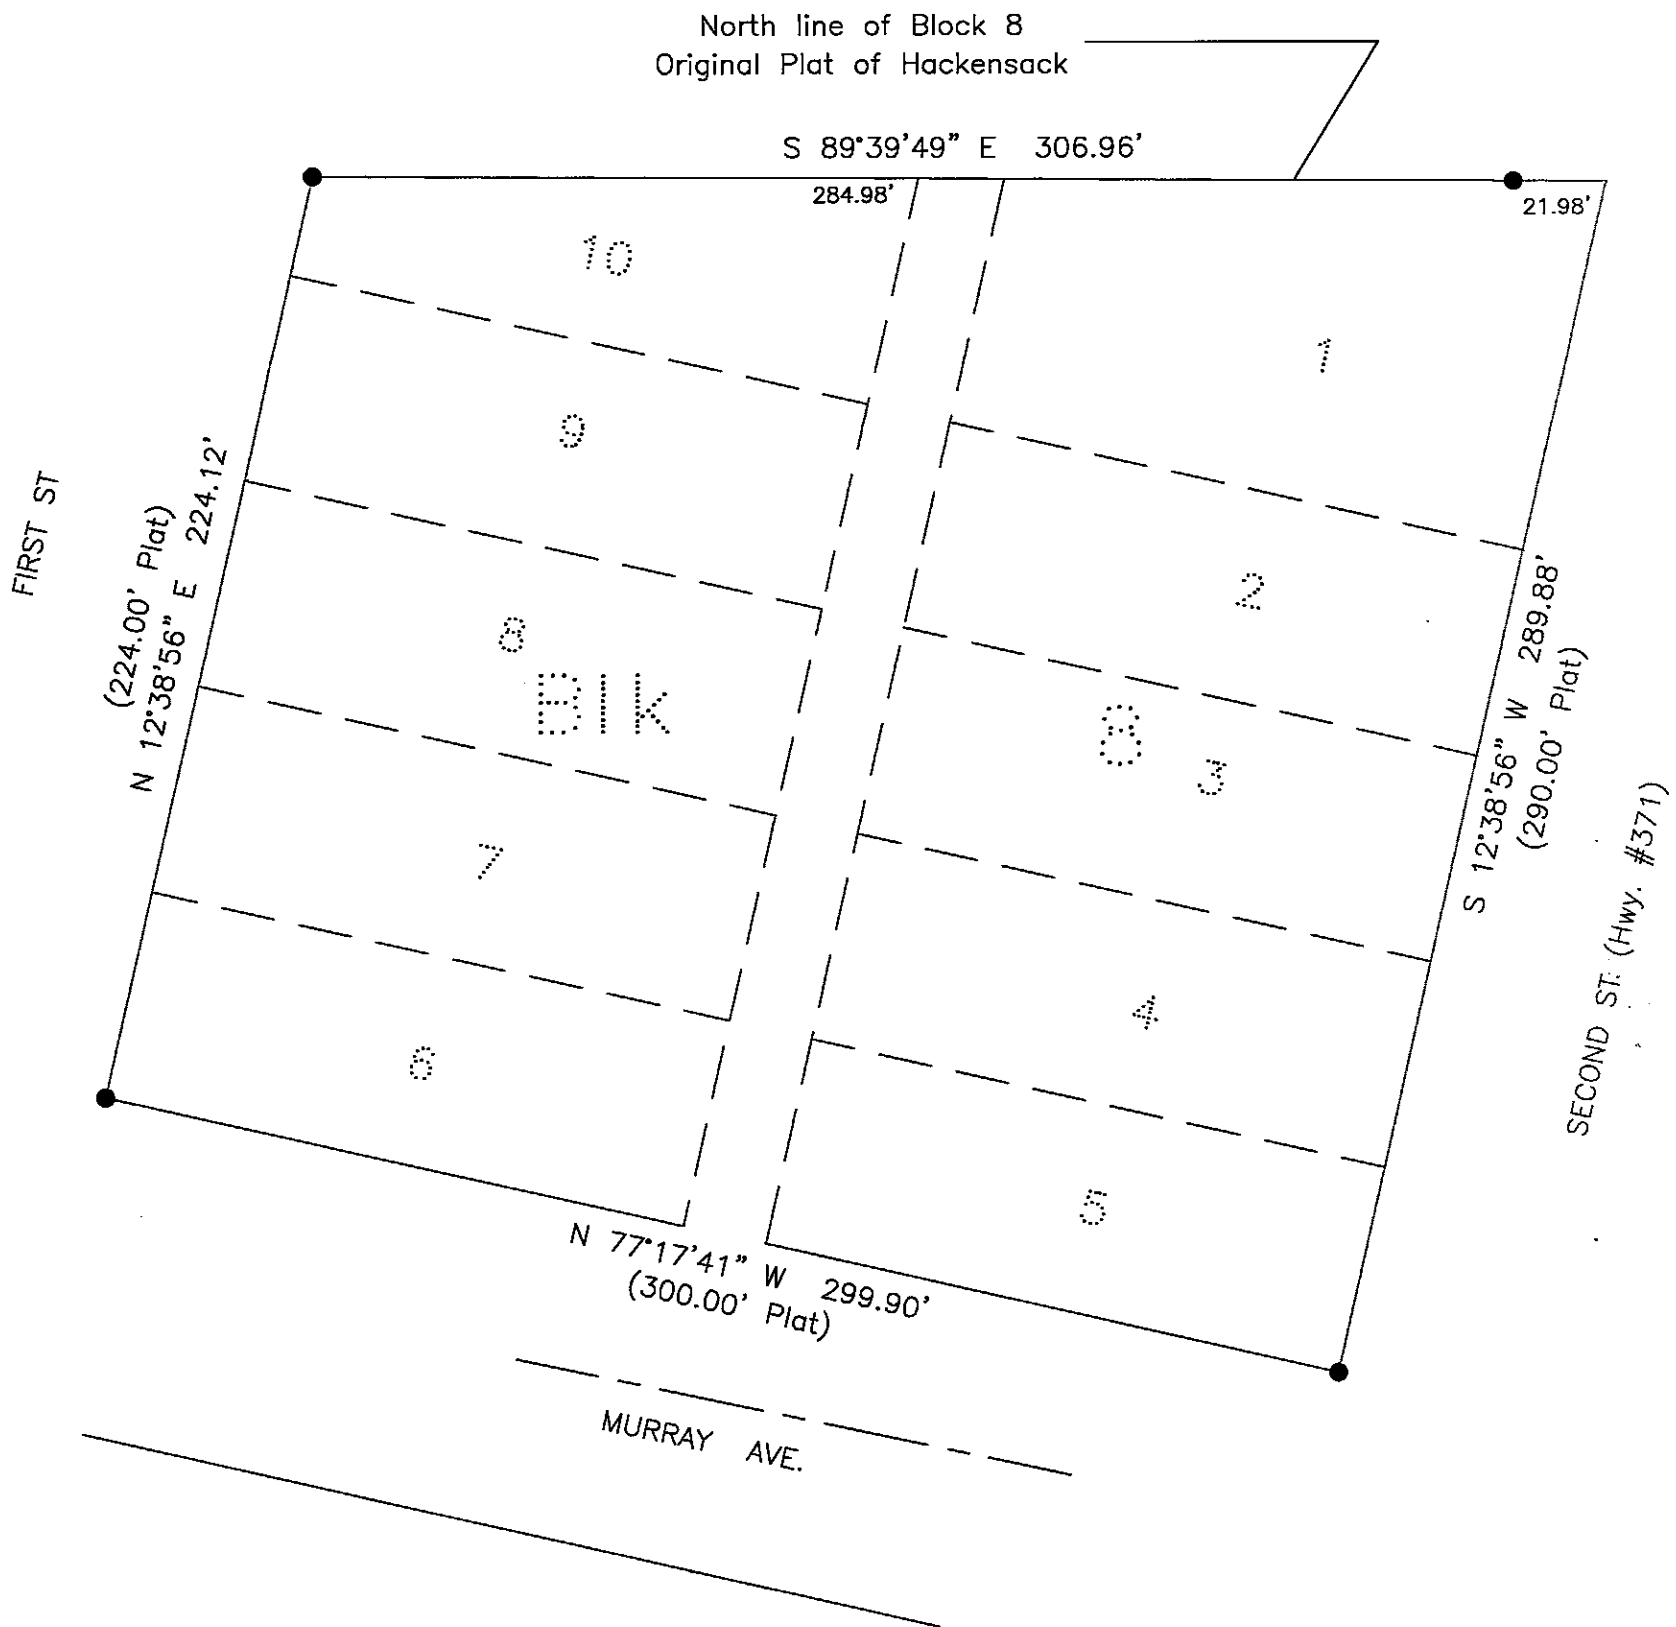 North line of Block 8
Original Plat of Hackensack
S 89°39'49" E 306.96'
284.98'
21.98'
10
1
9
FIRST ST
(224.00' Plat)
N 12°38'56" E 224.12'
2
8
Blk 8
3
S 12°38'56" W 289.88'
(290.00' Plat)
SECOND ST. (Hwy. #371)
7
4
6
5
N 77°17'41" W 299.90'
(300.00' Plat)
MURRAY AVE.